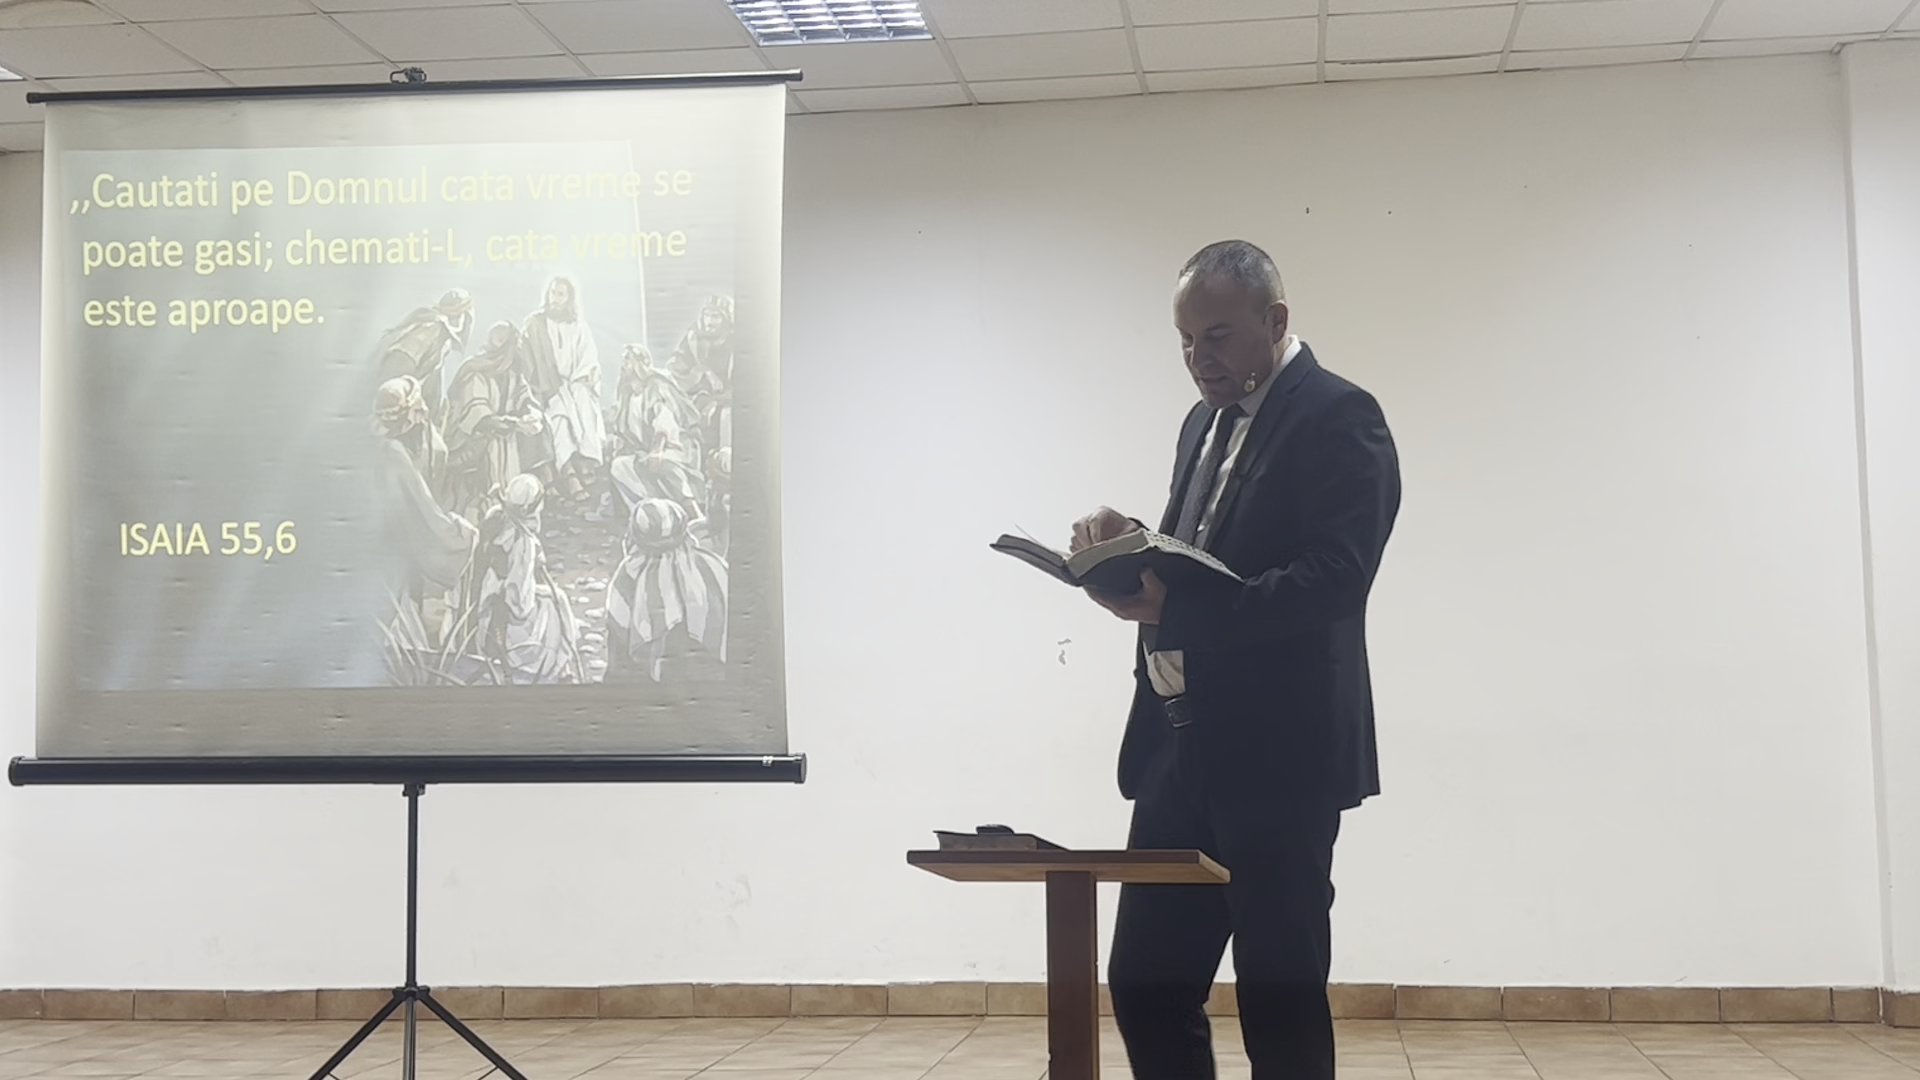 ,,Cautati pe Domnul cata vreme se
poate gasi; chemati-L, cata vreme
este aproape.
ISAIA 55,6